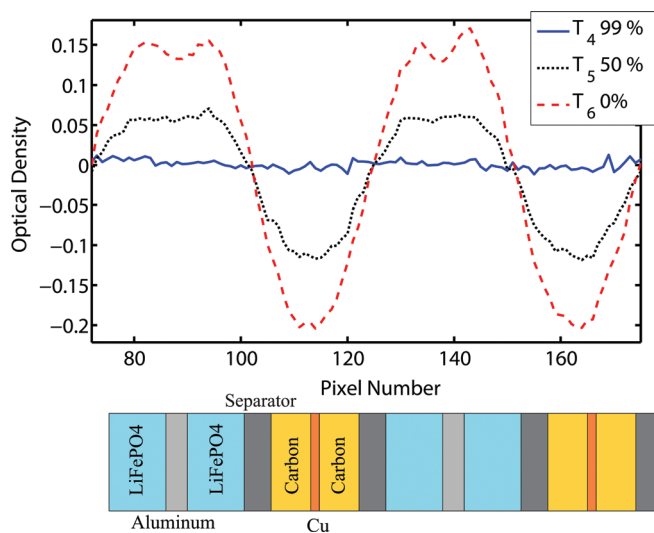 T4 99 %
T5 50 %
T6 0%
Optical Density
0.15
0.1
0.05
0
−0.05
−0.1
−0.15
−0.2
80 100 120 140 160
Pixel Number
Separator
LiFePO4 LiFePO4 Carbon Carbon
Aluminum Cu